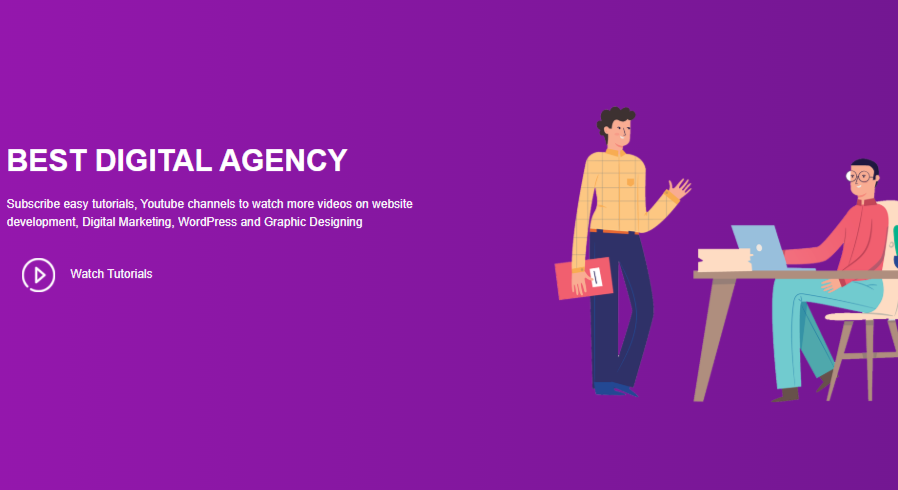 BEST DIGITAL AGENCY
Subscribe easy tutorials, Youtube channels to watch more videos on website
development, Digital Marketing, WordPress and Graphic Designing
Watch Tutorials